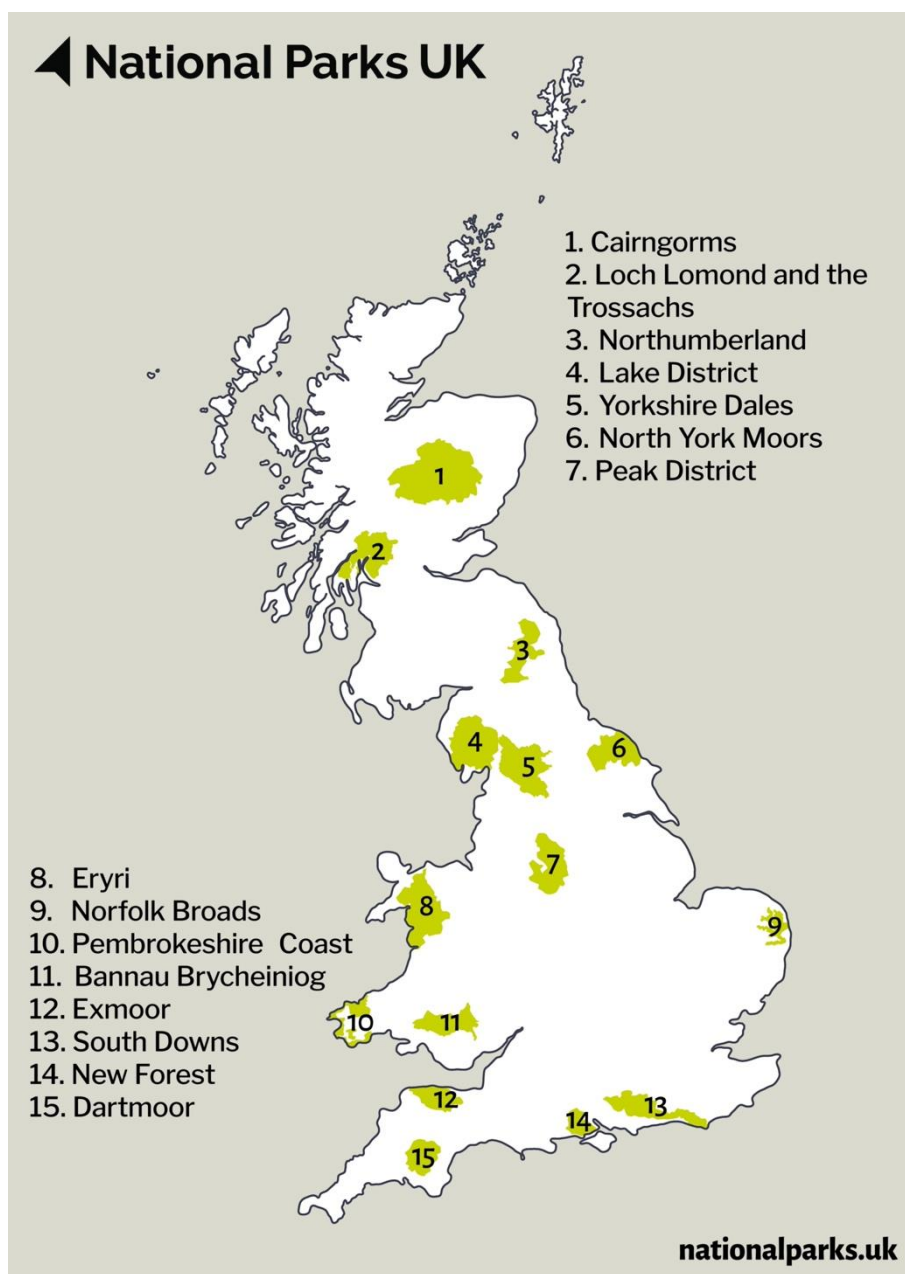 National Parks UK
1. Cairngorms
2. Loch Lomond and the
Trossachs
3. Northumberland
4. Lake District
5. Yorkshire Dales
6. North York Moors
7. Peak District
1
2
3
4
5
6
7
8
9
10
11
12
13
14
15
8. Eryri
9. Norfolk Broads
10. Pembrokeshire Coast
11. Bannau Brycheiniog
12. Exmoor
13. South Downs
14. New Forest
15. Dartmoor
nationalparks.uk